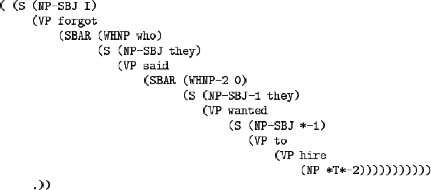 ( (S (NP-SBJ I)
(VP forgot
(SBAR (WHNP who)
(S (NP-SBJ they)
(VP said
(SBAR (WHNP-2 0)
(S (NP-SBJ-1 they)
(VP wanted
(S (NP-SBJ *-1)
(VP to
(VP hire
(NP *T*-2)))))))))))
.))